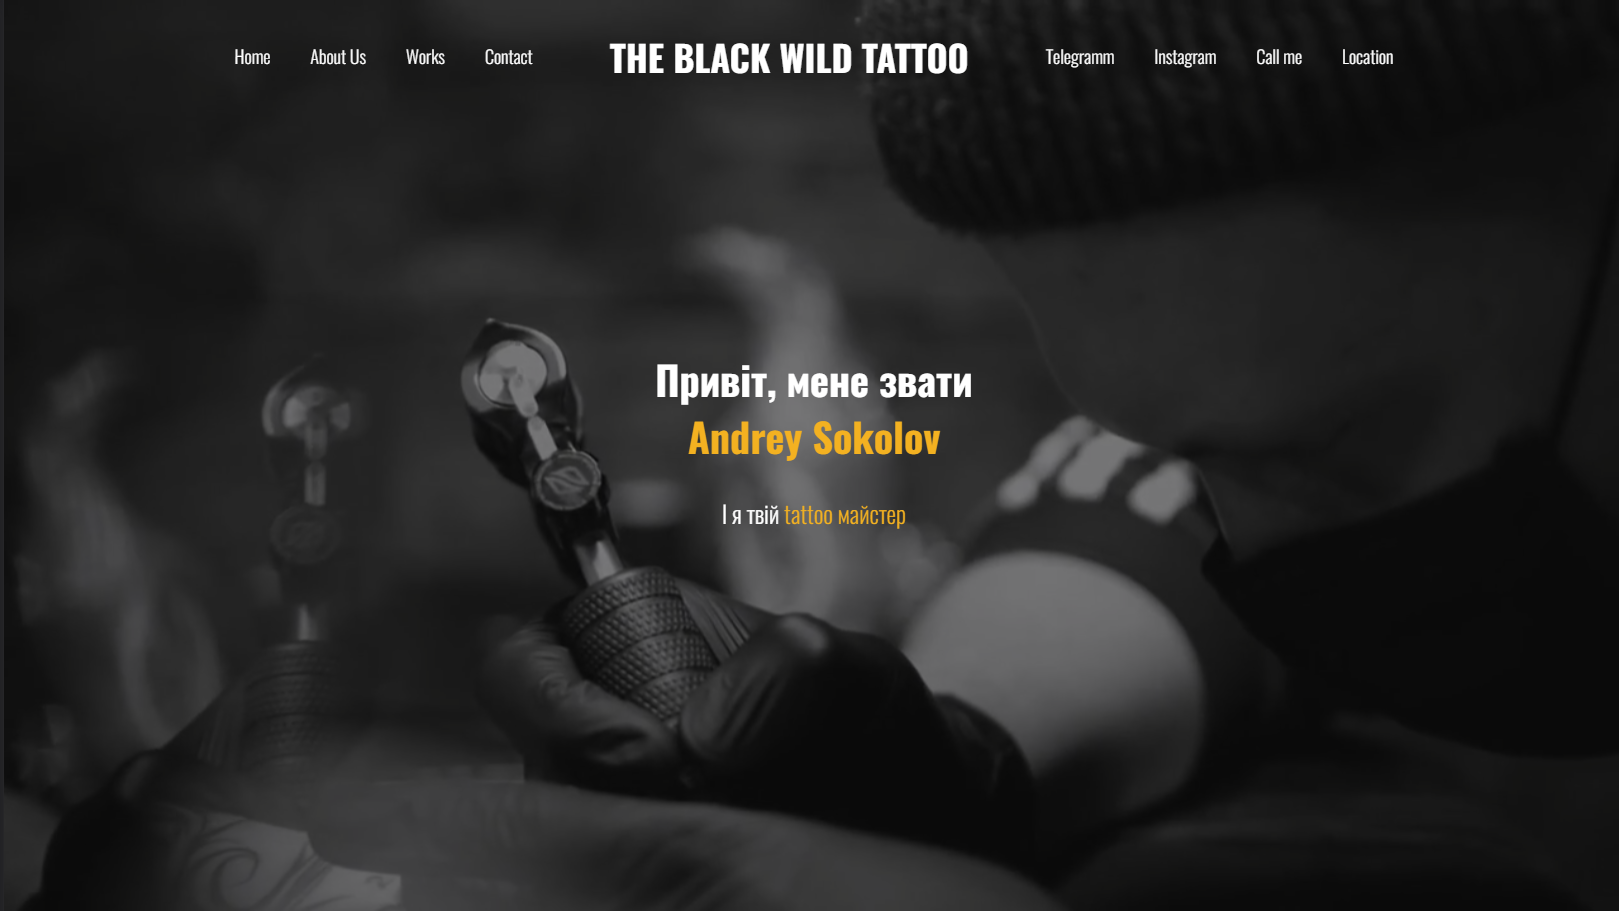 Home About Us Works Contact THE BLACK WILD TATTOO Telegramm Instagram Call me Location
Привіт, мене звати
Andrey Sokolov
І я твій tattoo майстер